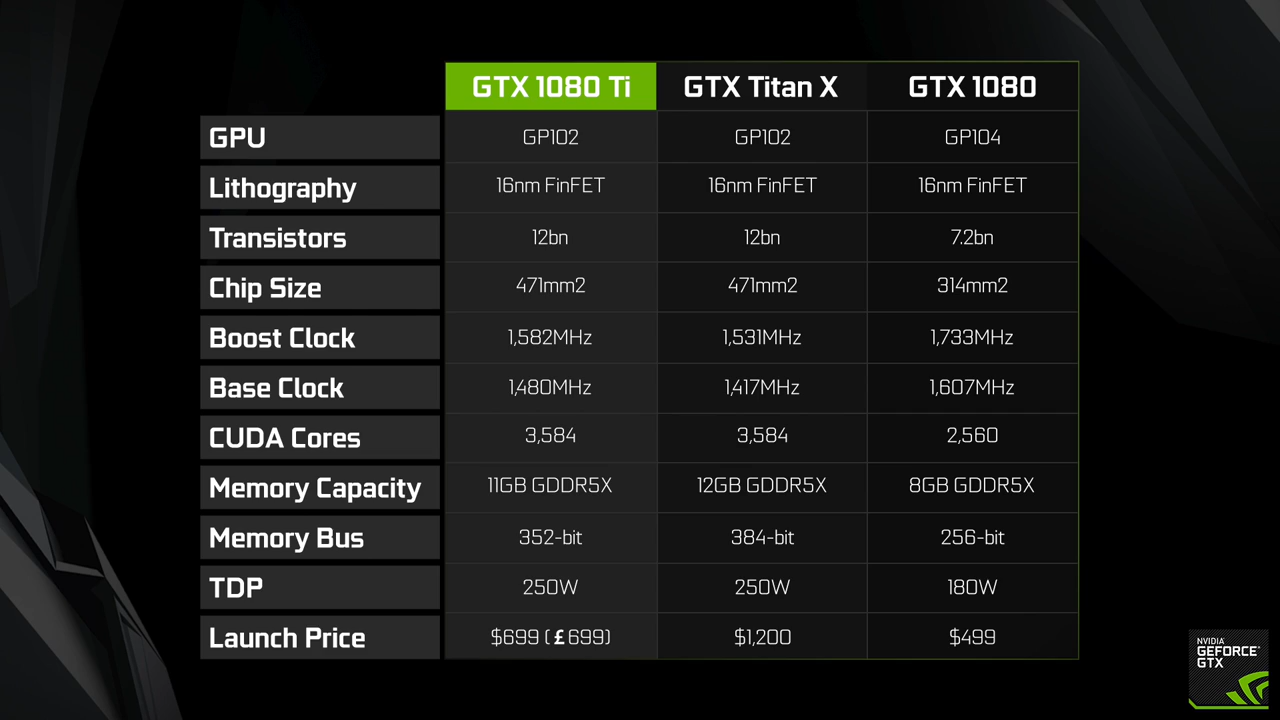 GTX 1080 Ti GTX Titan X GTX 1080
GPU GP102 GP102 GP104
Lithography 16nm FinFET 16nm FinFET 16nm FinFET
Transistors 12bn 12bn 7.2bn
Chip Size 471mm2 471mm2 314mm2
Boost Clock 1,582MHz 1,531MHz 1,733MHz
Base Clock 1,480MHz 1,417MHz 1,607MHz
CUDA Cores 3,584 3,584 2,560
Memory Capacity 11GB GDDR5X 12GB GDDR5X 8GB GDDR5X
Memory Bus 352-bit 384-bit 256-bit
TDP 250W 250W 180W
Launch Price $699 (£699) $1,200 $499
NVIDIA
GEFORCE
GTX